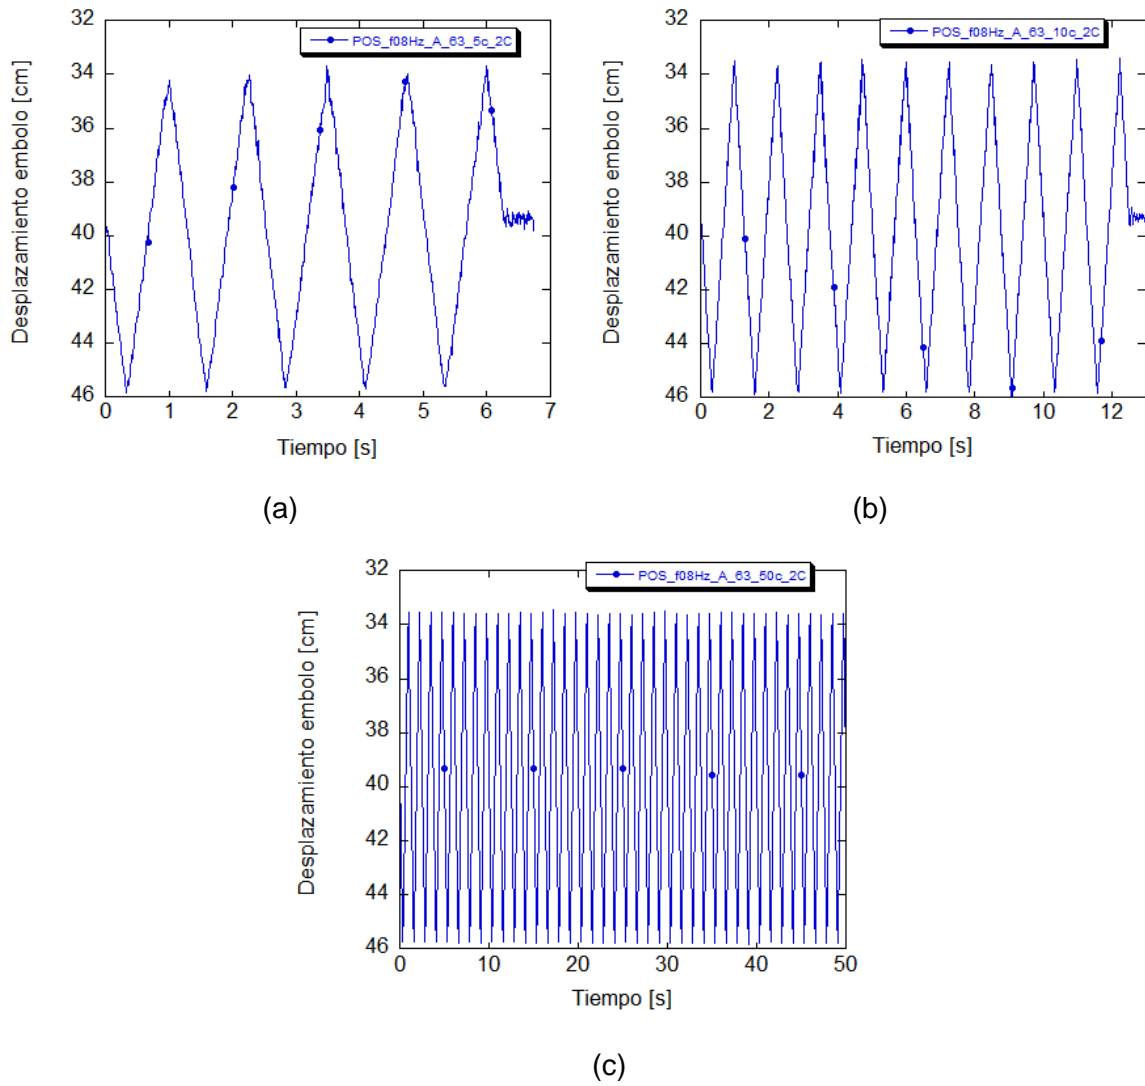 POS_f08Hz_A_63_5c_2C
32
34
36
38
40
42
44
46
Desplazamiento embolo [cm]
0 1 2 3 4 5 6 7
Tiempo [s]
(a)
POS_f08Hz_A_63_10c_2C
32
34
36
38
40
42
44
46
Desplazamiento embolo [cm]
0 2 4 6 8 10 12
Tiempo [s]
(b)
POS_f08Hz_A_63_50c_2C
32
34
36
38
40
42
44
46
Desplazamiento embolo [cm]
0 10 20 30 40 50
Tiempo [s]
(c)